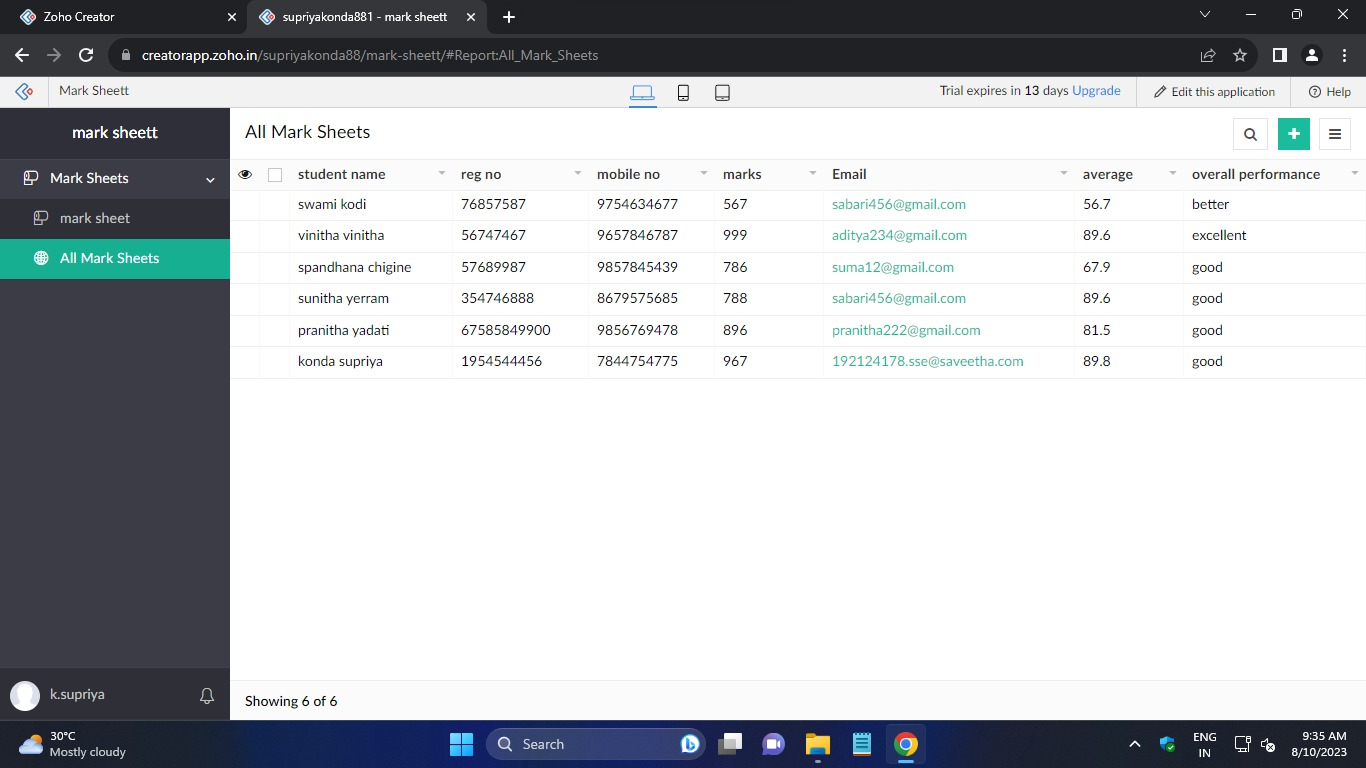 Zoho Creator
supriyakonda881 - mark sheett
creatorapp.zoho.in/supriyakonda88/mark-sheett/#Report:All_Mark_Sheets
Mark Sheett
Trial expires in 13 days Upgrade
Edit this application
Help
mark sheett
Mark Sheets
mark sheet
All Mark Sheets
k.supriya
All Mark Sheets
student name reg no mobile no marks Email average overall performance
swami kodi 76857587 9754634677 567 sabari456@gmail.com 56.7 better
vinitha vinitha 56747467 9657846787 999 aditya234@gmail.com 89.6 excellent
spandhana chigine 57689987 9857845439 786 suma12@gmail.com 67.9 good
sunitha yerram 354746888 8679575685 788 sabari456@gmail.com 89.6 good
pranitha yadati 67585849900 9856769478 896 pranitha222@gmail.com 81.5 good
konda supriya 1954544456 7844754775 967 192124178.sse@saveetha.com 89.8 good
Showing 6 of 6
30°C
Mostly cloudy
Search
ENG
IN
9:35 AM
8/10/2023